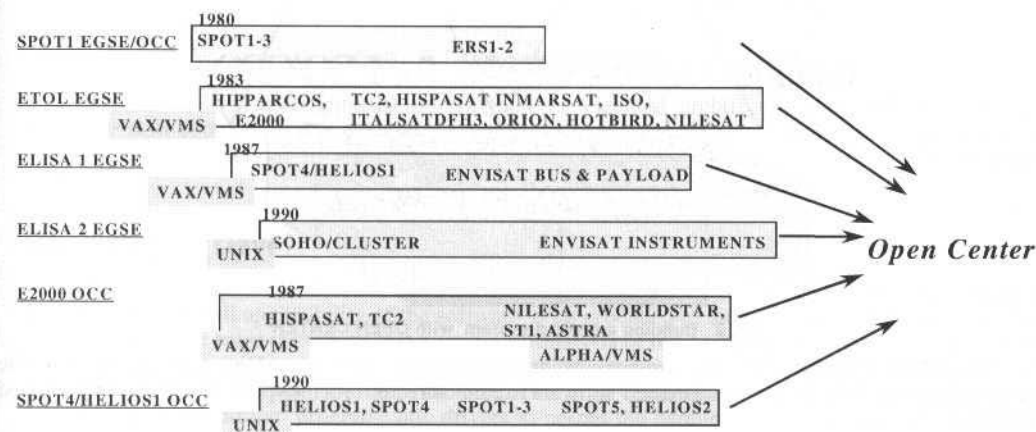 1980
SPOT1 EGSE/OCC SPOT1-3 ERS1-2
1983
ETOL EGSE HIPPARCOS, TC2, HISPASAT INMARSAT, ISO,
VAX/VMS E2000 ITALSATDFH3, ORION, HOTBIRD, NILESAT
1987
ELISA 1 EGSE SPOT4/HELIOS1 ENVISAT BUS & PAYLOAD
VAX/VMS
1990
ELISA 2 EGSE SOHO/CLUSTER ENVISAT INSTRUMENTS
UNIX
Open Center
E2000 OCC 1987
HISPASAT, TC2 NILESAT, WORLDSTAR,
ST1, ASTRA
VAX/VMS ALPHA/VMS
1990
SPOT4/HELIOS1 OCC HELIOS1, SPOT4 SPOT1-3 SPOT5, HELIOS2
UNIX